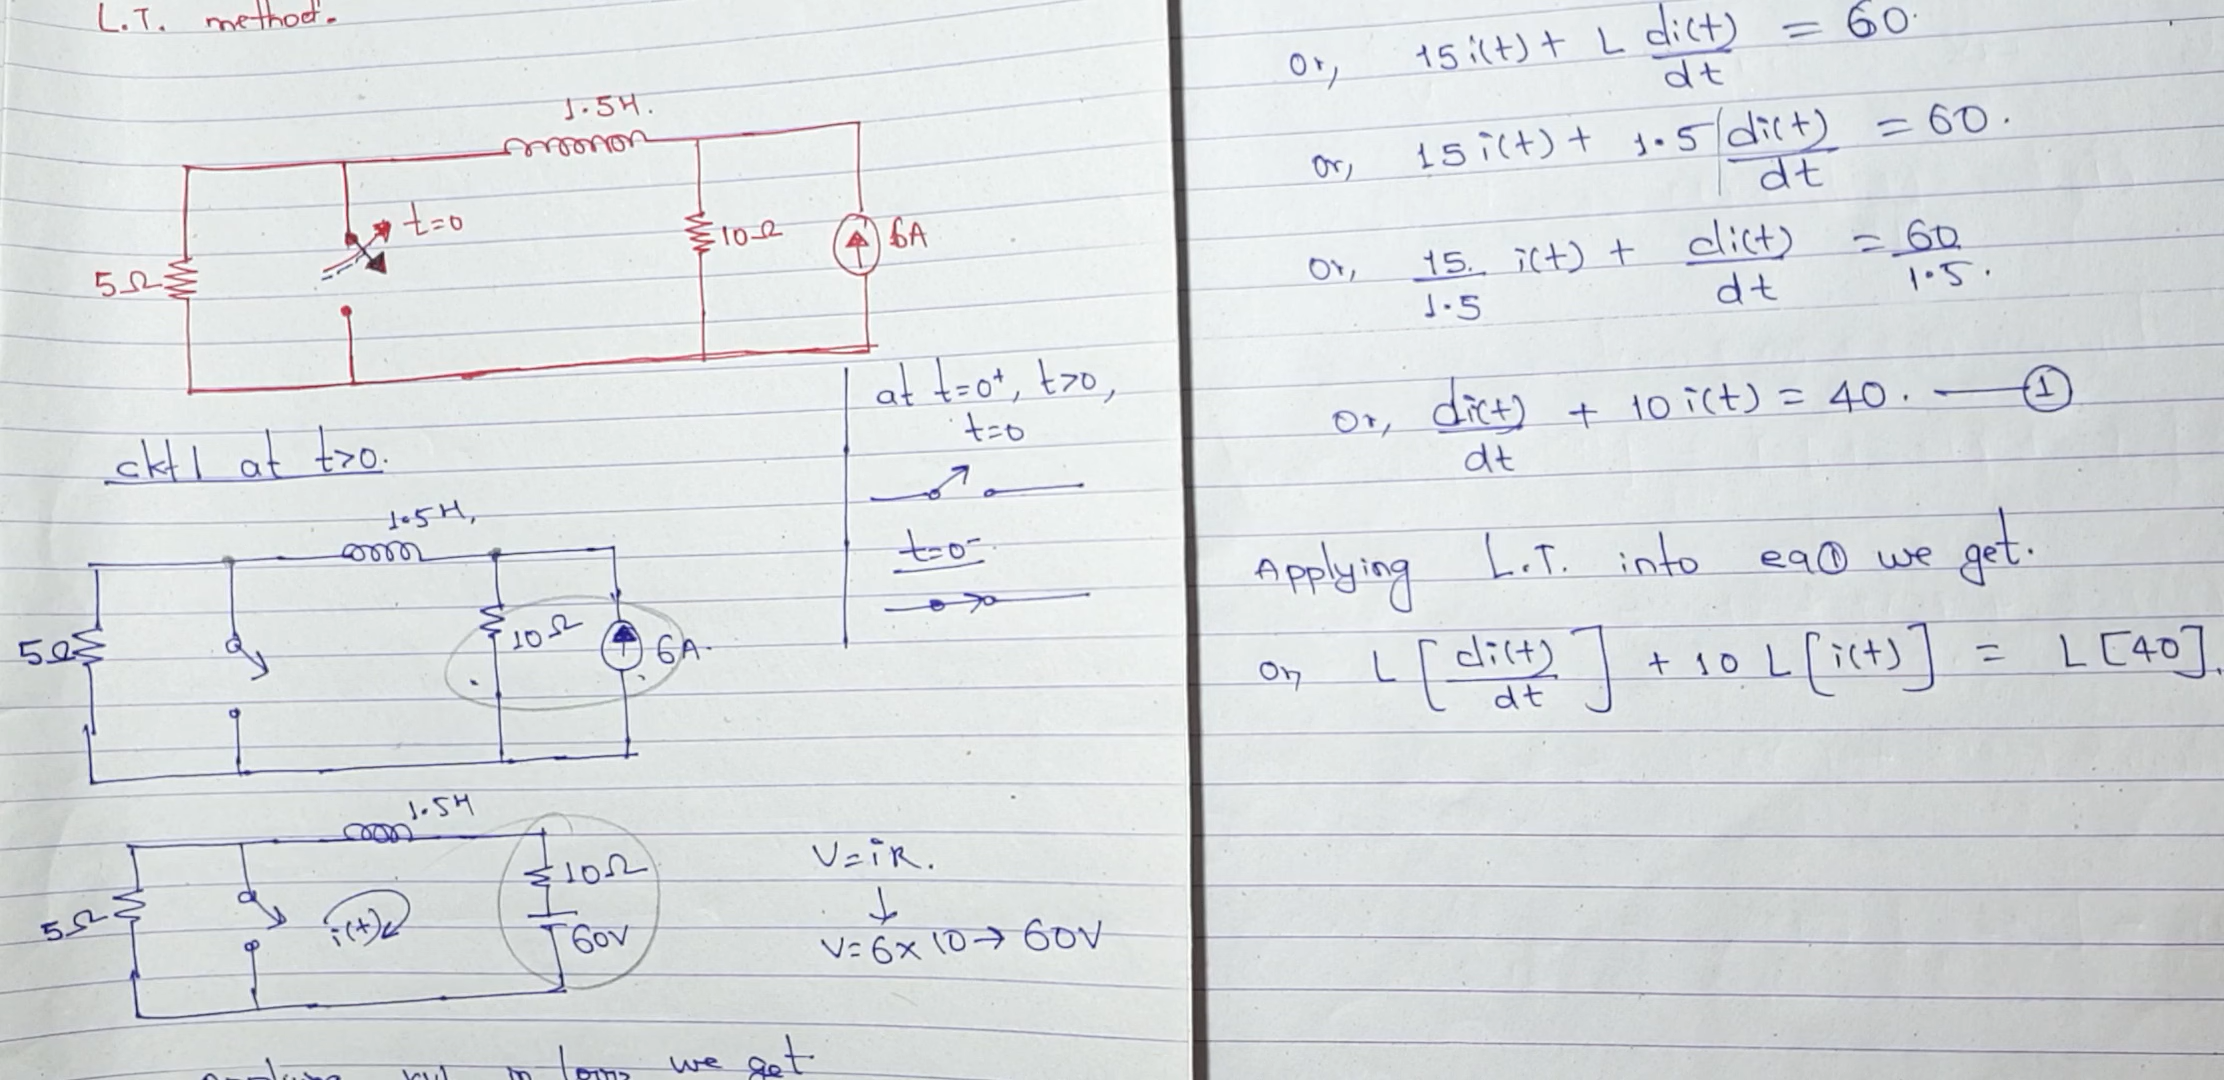 L.T. method.
1.5H.
t=0
5Ω
10Ω
6A
at t=0⁺, t>0,
t=0
ckt1 at t>0.
1.5H,
t=0⁻
5Ω
10Ω
6A.
1.5H
10Ω
5Ω
i(t)
60V
V=iR.
↓
V=6×10→60V
we get
Or, 15i(t) + L di(t)/dt = 60.
or, 15i(t) + 1.5 di(t)/dt = 60.
Or, 15/1.5 i(t) + di(t)/dt = 60/1.5.
Or, di(t)/dt + 10i(t) = 40. — ①
Applying L.T. into eq① we get.
Or, L[di(t)/dt] + 10 L[i(t)] = L[40].